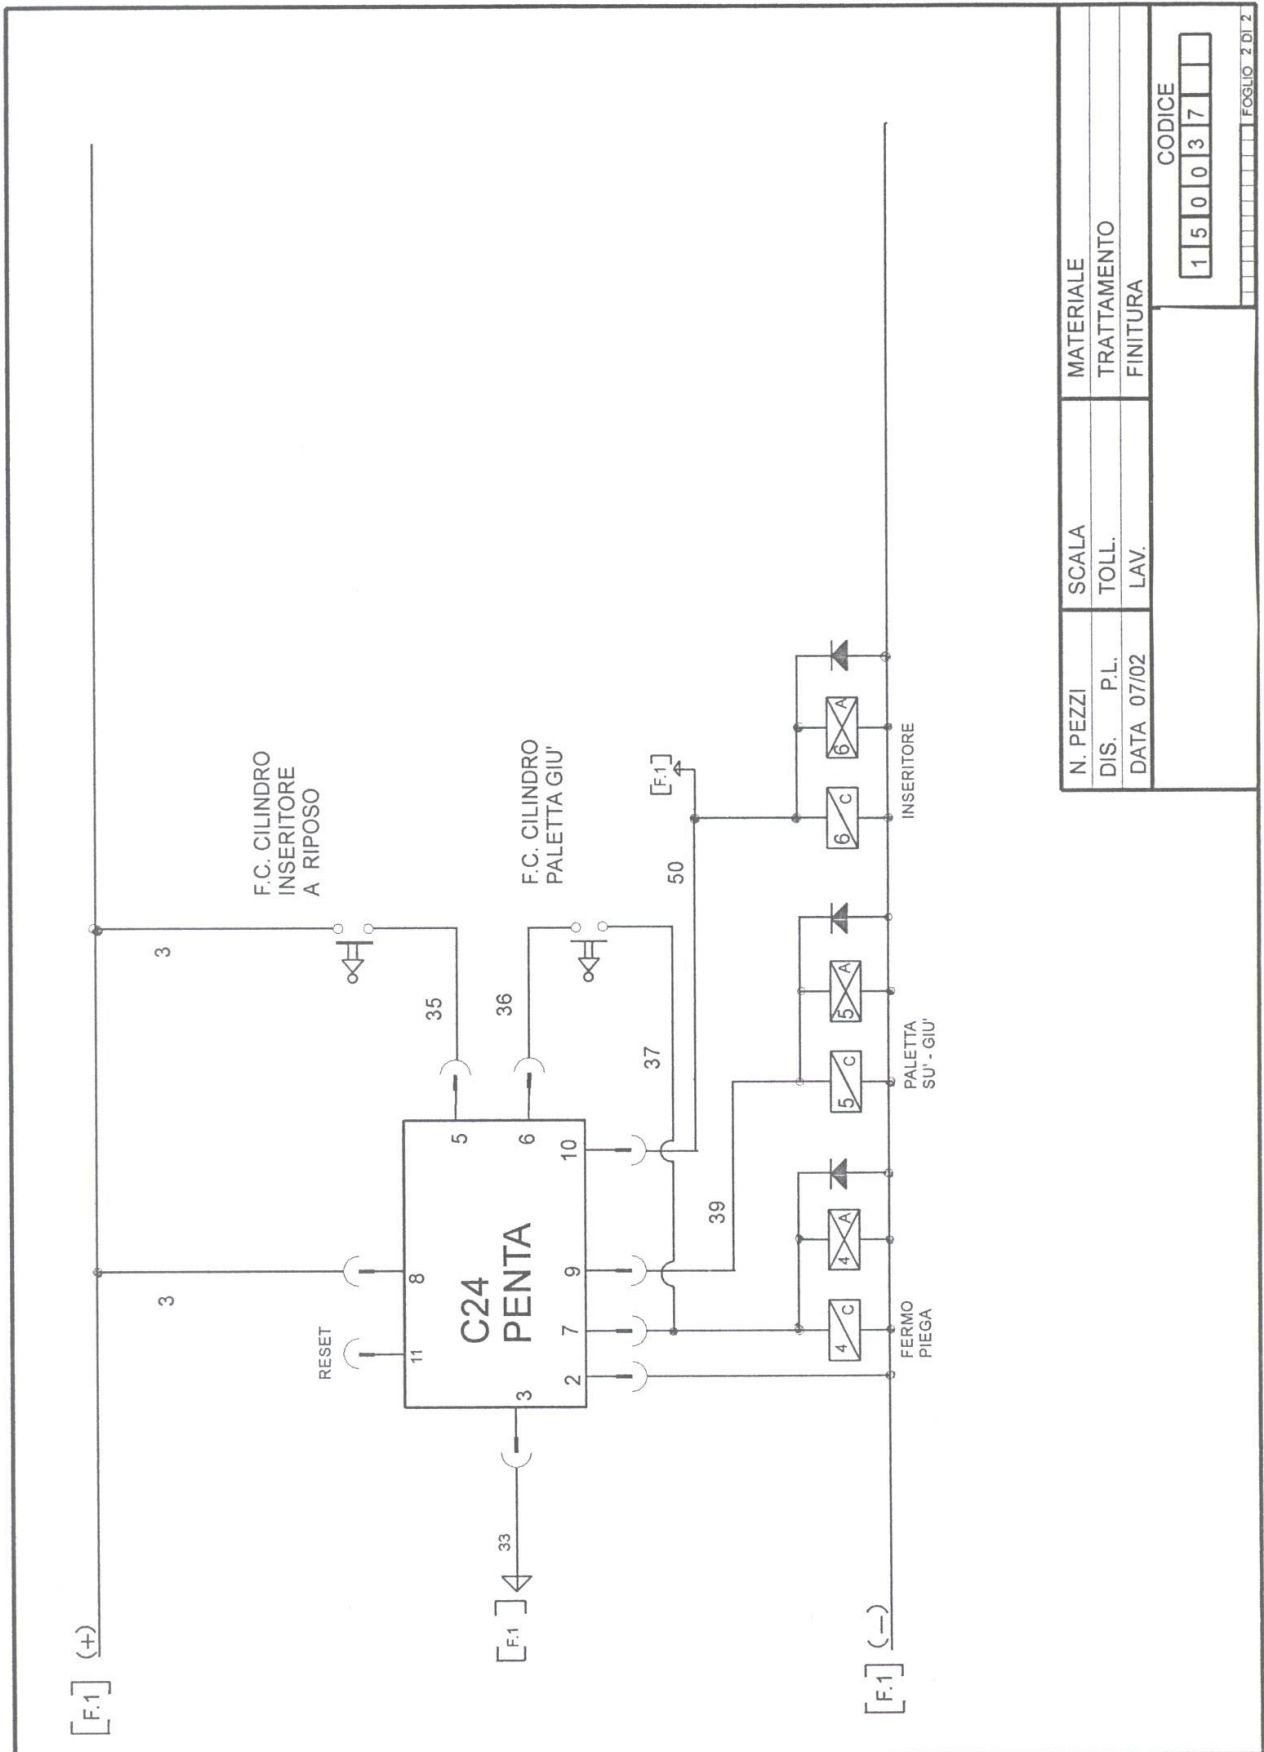 [F.1] (+)
3
3
F.C. CILINDRO
INSERITORE
A RIPOSO
RESET
11
8
35
5
36
6
F.C. CILINDRO
PALETTA GIU'
C24
PENTA
[F.1]
33
3
2
7
9
10
37
50
[F.1]
39
4 C
4 A
5 C
5 A
6 C
6 A
[F.1] (—)
FERMO
PIEGA
PALETTA
SU' - GIU'
INSERITORE
N. PEZZI SCALA MATERIALE
DIS. P.L. TOLL. TRATTAMENTO
DATA 07/02 LAV. FINITURA
CODICE
1 5 0 0 3 7
FOGLIO 2 DI 2